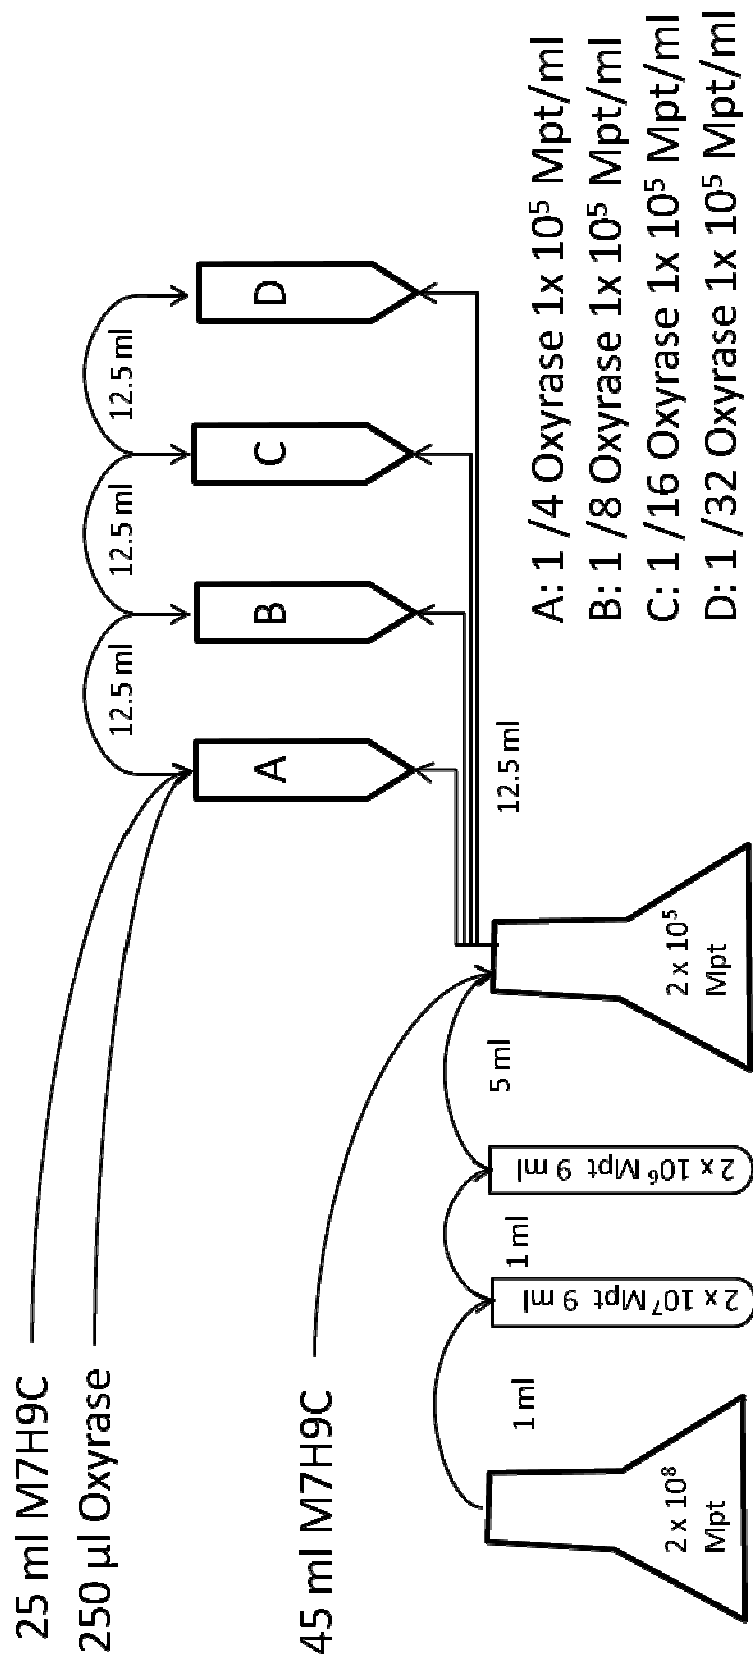 25 ml M7H9C
250 µl Oxyrase
12.5 ml
12.5 ml
12.5 ml
A
B
C
D
45 ml M7H9C
12.5 ml
1 ml
1 ml
5 ml
2 x 10⁸
Mpt
2 x 10⁷ Mpt 9 ml
2 x 10⁶ Mpt 9 ml
2 x 10⁵
Mpt
A: 1 /4 Oxyrase 1x 10⁵ Mpt/ml
B: 1 /8 Oxyrase 1x 10⁵ Mpt/ml
C: 1 /16 Oxyrase 1x 10⁵ Mpt/ml
D: 1 /32 Oxyrase 1x 10⁵ Mpt/ml